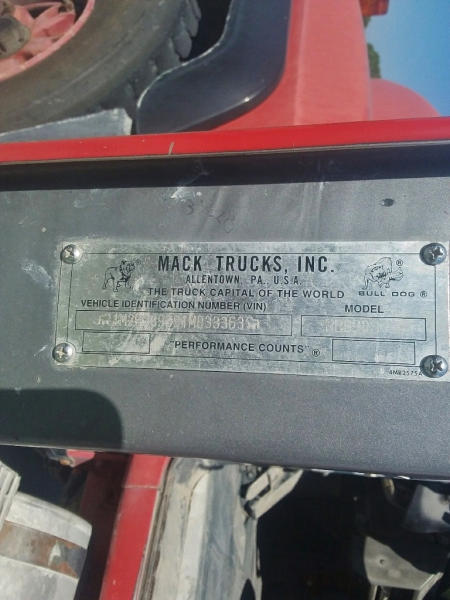 MACK TRUCKS, INC.
ALLENTOWN, PA., U.S.A.
THE TRUCK CAPITAL OF THE WORLD
BULL DOG ®
VEHICLE IDENTIFICATION NUMBER (VIN)
MODEL
"PERFORMANCE COUNTS"®
4MR2575A